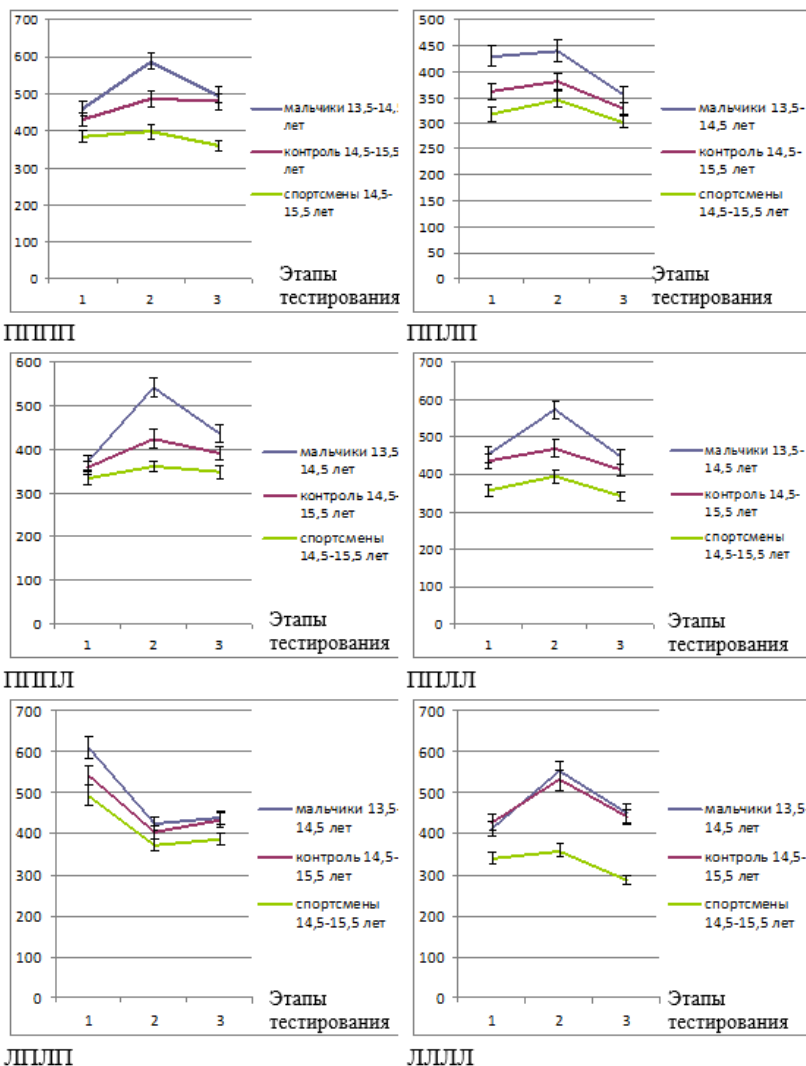 700
600
500
400
300
200
100
0
1 2 3
мальчики 13,5-14,5
лет
контроль 14,5-15,5
лет
спортсмены 14,5-
15,5 лет
Этапы
тестирования
ПППП
500
450
400
350
300
250
200
150
100
50
0
1 2 3
мальчики 13,5-
14,5 лет
контроль 14,5-
15,5 лет
спортсмены
14,5-15,5 лет
Этапы
тестирования
ППЛП
600
500
400
300
200
100
0
1 2 3
мальчики 13,5-
14,5 лет
контроль 14,5-
15,5 лет
спортсмены
14,5-15,5 лет
Этапы
тестирования
ПППЛ
700
600
500
400
300
200
100
0
1 2 3
мальчики 13,5-
14,5 лет
контроль 14,5-
15,5 лет
спортсмены
14,5-15,5 лет
Этапы
тестирования
ППЛЛ
700
600
500
400
300
200
100
0
1 2 3
мальчики 13,5-
14,5 лет
контроль 14,5-
15,5 лет
спортсмены
14,5-15,5 лет
Этапы
тестирования
ЛПЛП
700
600
500
400
300
200
100
0
1 2 3
мальчики 13,5-
14,5 лет
контроль 14,5-
15,5 лет
спортсмены
14,5-15,5 лет
Этапы
тестирования
ЛЛЛЛ